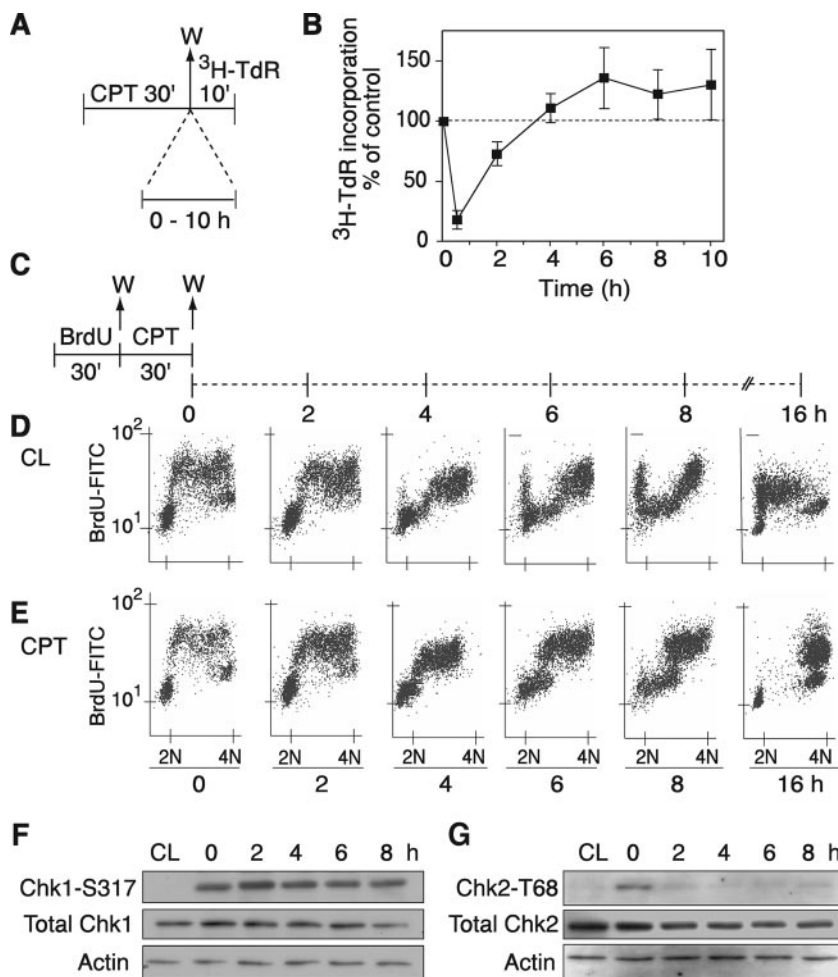 A
W
³H-TdR
CPT 30'
10'
0 - 10 h
B
³H-TdR incorporation
% of control
150
100
50
0
0 2 4 6 8 10
Time (h)
C
W W
BrdU CPT
30' 30'
0 2 4 6 8 16 h
D
CL
BrdU-FITC
10²
10¹
E
CPT
BrdU-FITC
10²
10¹
2N 4N 2N 4N 2N 4N 2N 4N 2N 4N 2N 4N
0 2 4 6 8 16 h
F
CL 0 2 4 6 8 h
Chk1-S317
Total Chk1
Actin
G
CL 0 2 4 6 8 h
Chk2-T68
Total Chk2
Actin